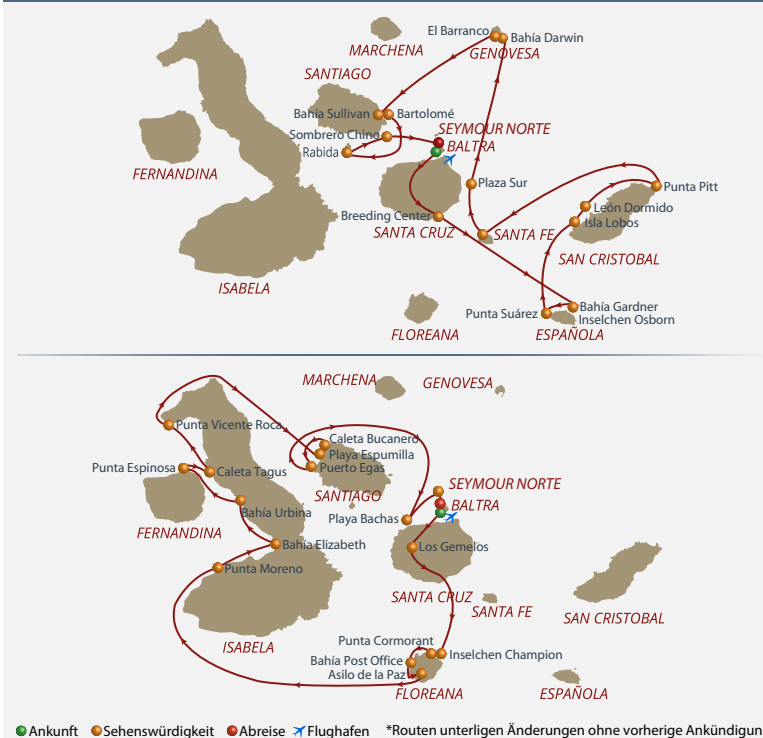 El Barranco
Bahía Darwin
MARCHENA
GENOVESA
SANTIAGO
Bahía Sullivan
Bartolomé
Sombrero Chino
SEYMOUR NORTE
Rabida
BALTRA
FERNANDINA
Plaza Sur
Punta Pitt
León Dormido
Breeding Center
Isla Lobos
SANTA CRUZ
SANTA FE
SAN CRISTOBAL
ISABELA
Bahía Gardner
Punta Suárez
Inselchen Osborn
FLOREANA
ESPAÑOLA
MARCHENA
GENOVESA
Punta Vicente Roca
Caleta Bucanero
Playa Espumilla
Punta Espinosa
Caleta Tagus
Puerto Egas
SEYMOUR NORTE
SANTIAGO
BALTRA
Bahía Urbina
Playa Bachas
FERNANDINA
Bahía Elizabeth
Los Gemelos
Punta Moreno
SANTA CRUZ
SANTA FE
SAN CRISTOBAL
ISABELA
Punta Cormorant
Inselchen Champion
Bahía Post Office
Asilo de la Paz
FLOREANA
ESPAÑOLA
Ankunft Sehenswürdigkeit Abreise Flughafen *Routen unterligen Änderungen ohne vorherige Ankündigun